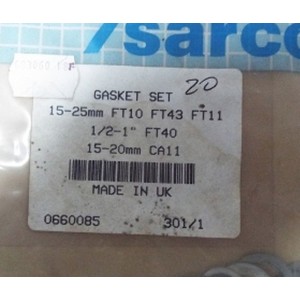 /sarco
20
GASKET SET
15-25mm FT10 FT43 FT11
1/2-1" FT40
15-20mm CA11
MADE IN UK
0660085 301/1